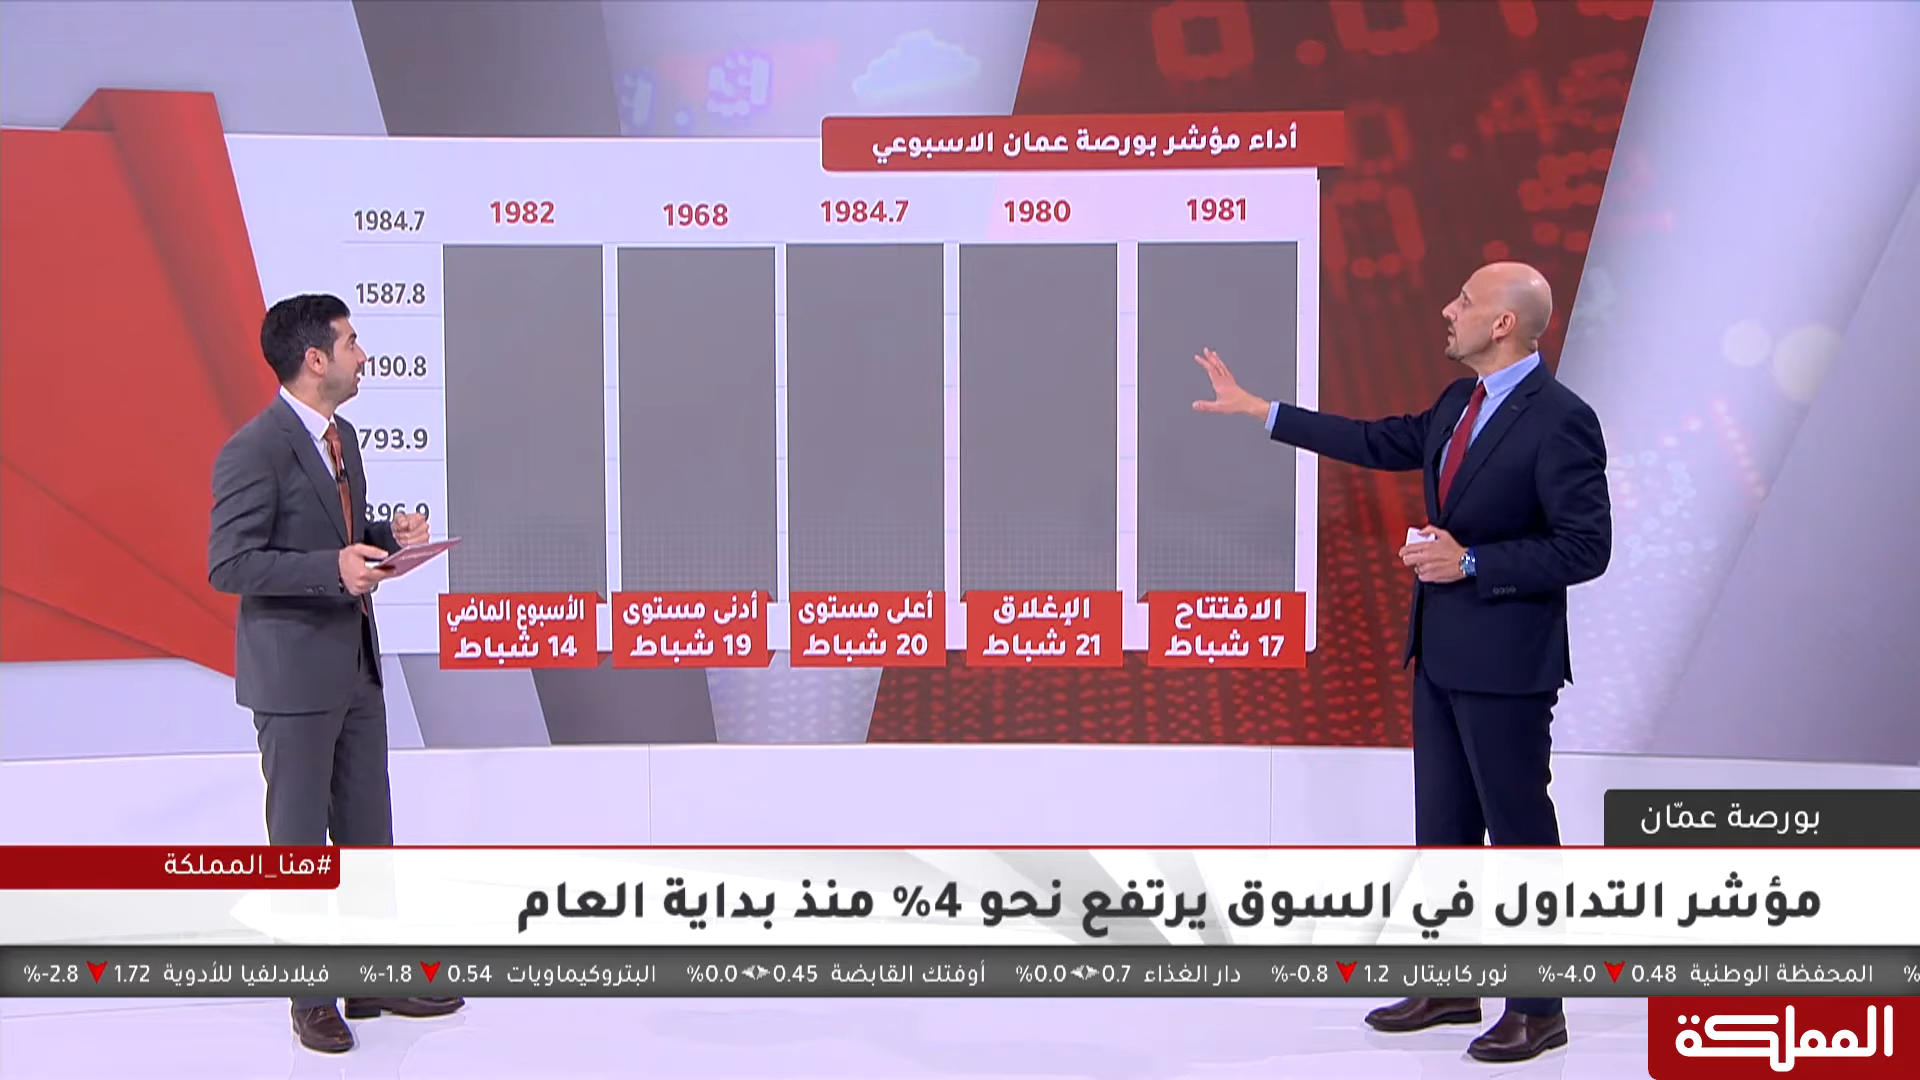 أداء مؤشر بورصة عمان الاسبوعي
1981
1980
1984.7
1968
1982
1984.7
1587.8
1190.8
793.9
396.9
الافتتاح
17 شباط
الإغلاق
21 شباط
أعلى مستوى
20 شباط
أدنى مستوى
19 شباط
الأسبوع الماضي
14 شباط
بورصة عمّان
#هنا_المملكة
مؤشر التداول في السوق يرتفع نحو 4% منذ بداية العام
% المحفظة الوطنية 0.48 -4.0% نور كابيتال 1.2 -0.8% دار الغذاء 0.7 0.0% أوفتك القابضة 0.45 0.0% البتروكيماويات 0.54 -1.8% فيلادلفيا للأدوية 1.72 -2.8%
المملكة